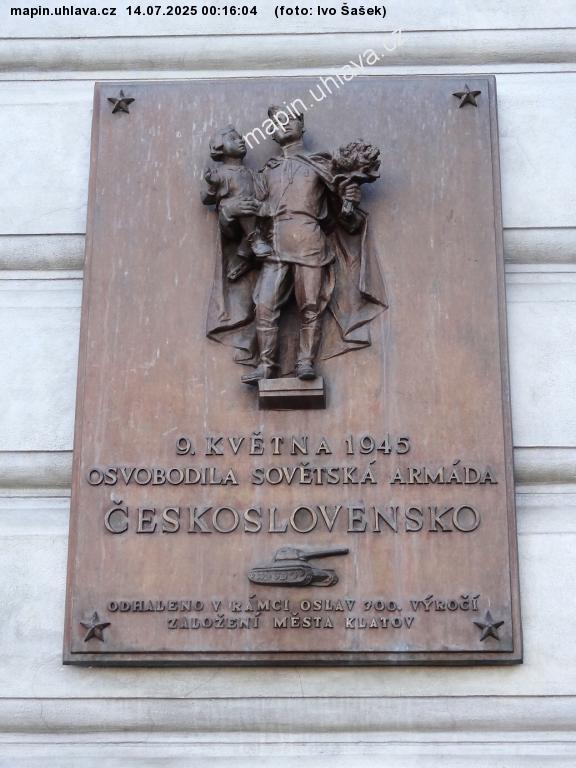 mapin.uhlava.cz 14.07.2025 00:16:04 (foto: Ivo Šašek)
mapin.uhlava.cz
9. KVĚTNA 1945
OSVOBODILA SOVĚTSKÁ ARMÁDA
ČESKOSLOVENSKO
ODHALENO V RÁMCI OSLAV 700. VÝROČÍ
ZALOŽENÍ MĚSTA KLATOV